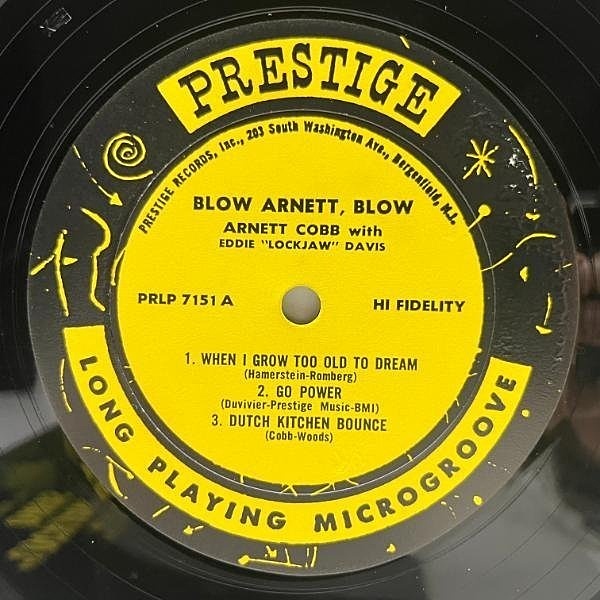 PRESTIGE
PRESTIGE RECORDS, Inc., 203 South Washington Ave., Bergenfield, N.J.
BLOW ARNETT, BLOW
ARNETT COBB with
EDDIE "LOCKJAW" DAVIS
PRLP 7151 A
HI FIDELITY
1. WHEN I GROW TOO OLD TO DREAM
(Hamerstein-Romberg)
2. GO POWER
(Duvivier-Prestige Music-BMI)
3. DUTCH KITCHEN BOUNCE
(Cobb-Woods)
LONG PLAYING MICROGROOVE